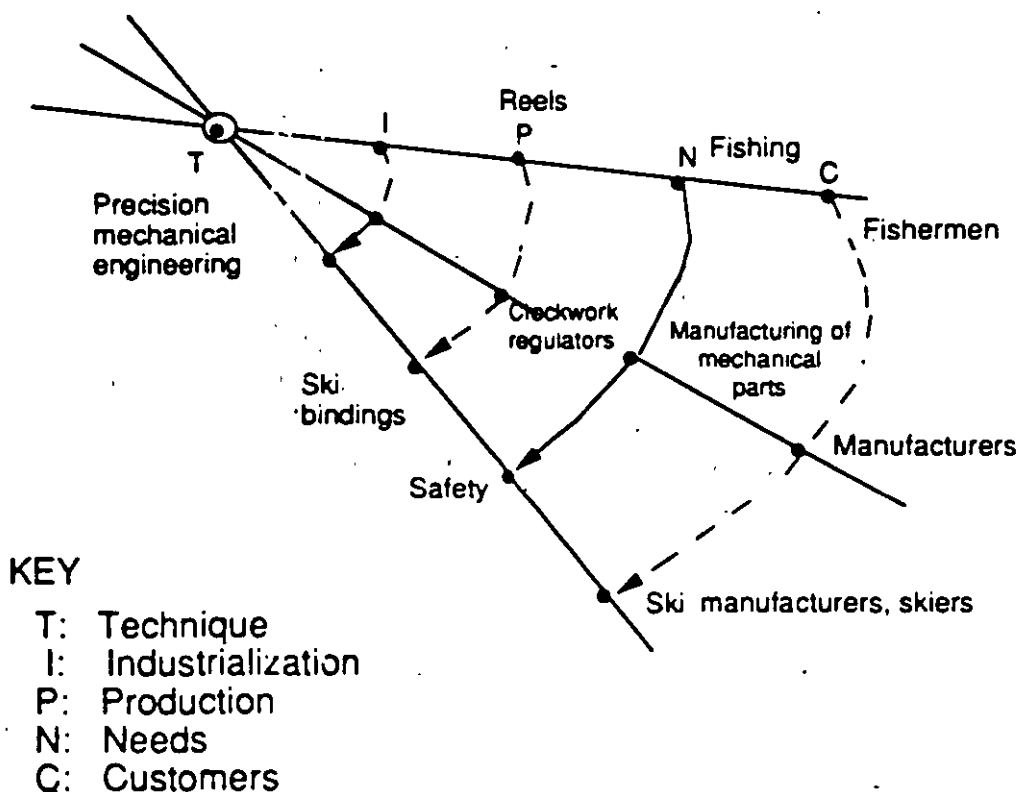 Reels
I
P
N
Fishing
C
T
Precision
mechanical
engineering
Fishermen
Clockwork
regulators
Manufacturing of
mechanical
parts
Ski
bindings
Manufacturers
Safety
Ski manufacturers, skiers
KEY
T: Technique
I: Industrialization
P: Production
N: Needs
C: Customers